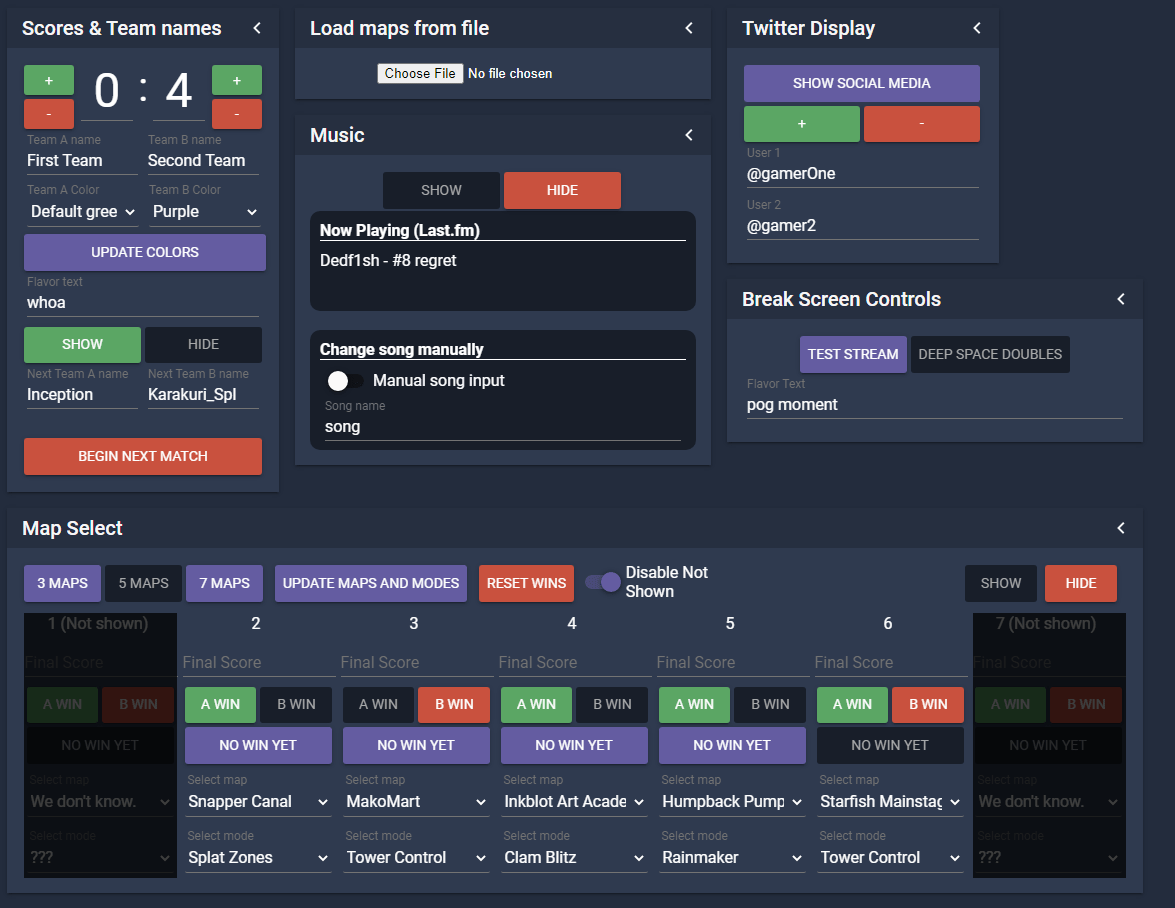 Scores & Team names
+
0 : 4
+
-
-
Team A name
Team B name
First Team
Second Team
Team A Color
Team B Color
Default gree
Purple
UPDATE COLORS
Flavor text
whoa
SHOW
HIDE
Next Team A name
Next Team B name
Inception
Karakuri_Spl
BEGIN NEXT MATCH
Load maps from file
Choose File No file chosen
Music
SHOW
HIDE
Now Playing (Last.fm)
Dedf1sh - #8 regret
Change song manually
Manual song input
Song name
song
Twitter Display
SHOW SOCIAL MEDIA
+
-
User 1
@gamerOne
User 2
@gamer2
Break Screen Controls
TEST STREAM
DEEP SPACE DOUBLES
Flavor Text
pog moment
Map Select
3 MAPS
5 MAPS
7 MAPS
UPDATE MAPS AND MODES
RESET WINS
Disable Not
Shown
SHOW
HIDE
1 (Not shown)
Final Score
A WIN
B WIN
NO WIN YET
Select map
We don't know.
Select mode
???
2
Final Score
A WIN
B WIN
NO WIN YET
Select map
Snapper Canal
Select mode
Splat Zones
3
Final Score
A WIN
B WIN
NO WIN YET
Select map
MakoMart
Select mode
Tower Control
4
Final Score
A WIN
B WIN
NO WIN YET
Select map
Inkblot Art Acade
Select mode
Clam Blitz
5
Final Score
A WIN
B WIN
NO WIN YET
Select map
Humpback Pump
Select mode
Rainmaker
6
Final Score
A WIN
B WIN
NO WIN YET
Select map
Starfish Mainstag
Select mode
Tower Control
7 (Not shown)
Final Score
A WIN
B WIN
NO WIN YET
Select map
We don't know.
Select mode
???